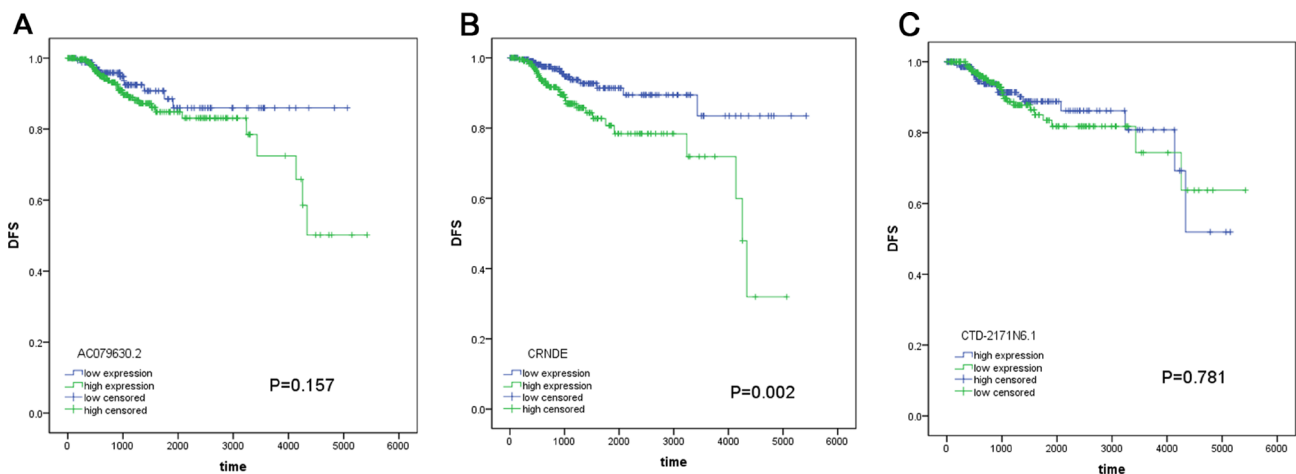 A
1.0
0.8
0.6
0.4
0.2
0.0
DFS
AC079630.2
low expression
high expression
low censored
high censored
P=0.157
0 1000 2000 3000 4000 5000 6000
time
B
1.0
0.8
0.6
0.4
0.2
0.0
DFS
CRNDE
low expression
high expression
low censored
high censored
P=0.002
0 1000 2000 3000 4000 5000 6000
time
C
1.0
0.8
0.6
0.4
0.2
0.0
DFS
CTD-2171N6.1
high expression
low expression
high censored
low censored
P=0.781
0 1000 2000 3000 4000 5000 6000
time